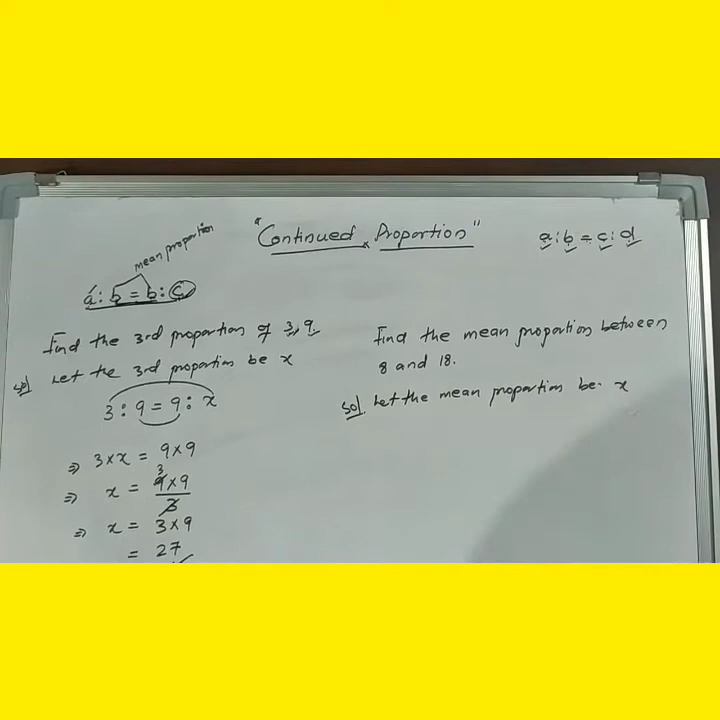 "Continued Proportion"
a : b = c : d
mean proportion
a : b = b : c
Find the 3rd proportion of 3, 9.
Sol Let the 3rd proportion be x
3 : 9 = 9 : x
⇒ 3 × x = 9 × 9
3
⇒ x = 9 × 9 / 3
⇒ x = 3 × 9
= 27
Find the mean proportion between
8 and 18.
Sol Let the mean proportion be x